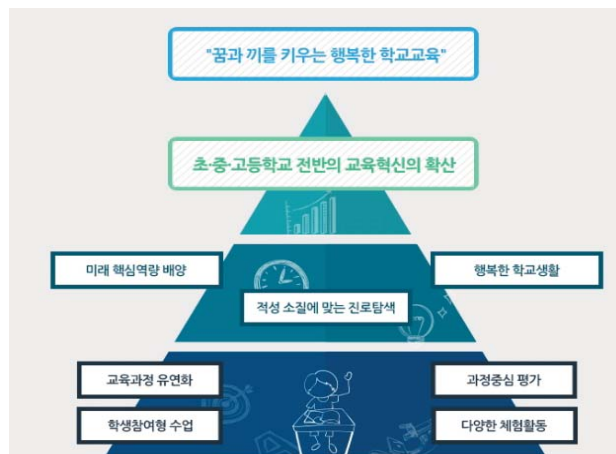 "꿈과 끼를 키우는 행복한 학교교육"
초·중·고등학교 전반의 교육혁신의 확산
미래 핵심역량 배양
행복한 학교생활
적성 소질에 맞는 진로탐색
교육과정 유연화
과정중심 평가
학생참여형 수업
다양한 체험활동